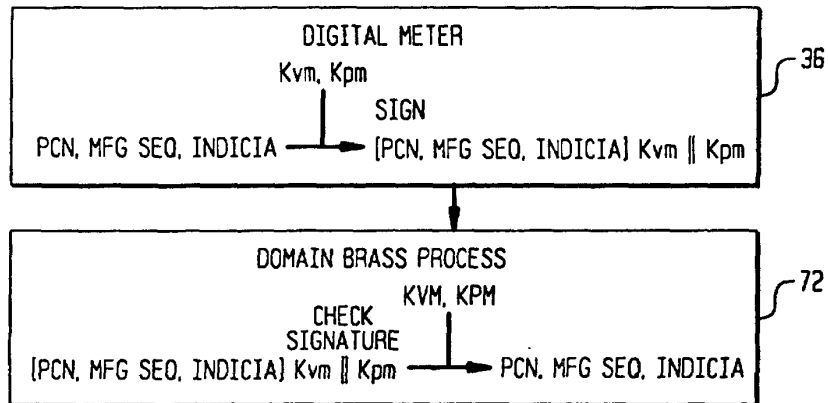 DIGITAL METER
Kvm, Kpm
SIGN
PCN, MFG SEQ, INDICIA [PCN, MFG SEQ, INDICIA] Kvm || Kpm
36
DOMAIN BRASS PROCESS
KVM, KPM
CHECK
SIGNATURE
[PCN, MFG SEQ, INDICIA] Kvm || Kpm PCN, MFG SEQ, INDICIA
72